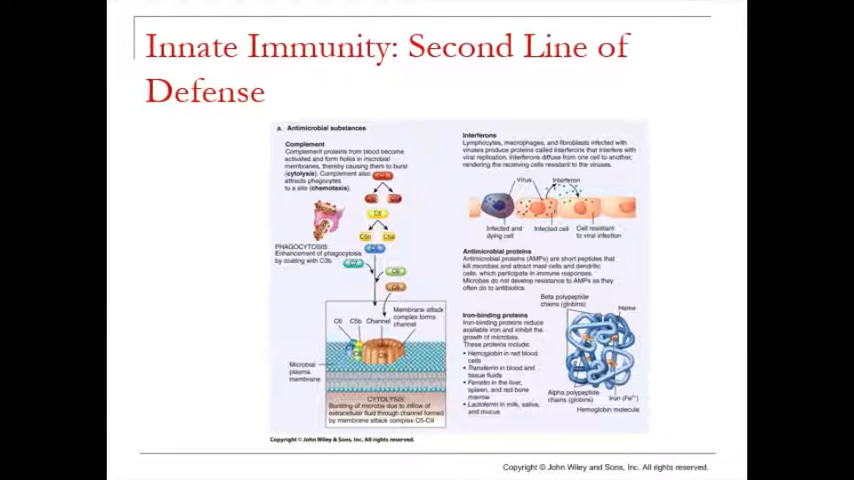 Innate Immunity: Second Line of
Defense
A. Antimicrobial substances
Complement
Complement proteins from blood become
activated and form holes in microbial
membranes, thereby causing them to burst
(cytolysis). Complement also
attracts phagocytes
to a site (chemotaxis).
PHAGOCYTOSIS:
Enhancement of phagocytosis
by coating with C3b
C5
C6 C5b Channel
Membrane attack
complex forms
channel
Microbial
plasma
membrane
CYTOLYSIS:
Bursting of microbe due to inflow of
extracellular fluid through channel formed
by membrane attack complex C5-C9
Interferons
Lymphocytes, macrophages, and fibroblasts infected with
viruses produce proteins called interferons that interfere with
viral replication. Interferons diffuse from one cell to another,
rendering the receiving cells resistant to the viruses.
Virus Interferon
Infected and
dying cell
Infected cell
Cell resistant
to viral infection
Antimicrobial proteins
Antimicrobial proteins (AMPs) are short peptides that
kill microbes and attract mast cells and dendritic
cells, which participate in immune responses.
Microbes do not develop resistance to AMPs as they
often do to antibiotics.
Iron-binding proteins
Iron-binding proteins reduce
available iron and inhibit the
growth of microbes.
These proteins include:
• Hemoglobin in red blood
cells
• Transferrin in blood and
tissue fluids
• Ferretin in the liver,
spleen, and red bone
marrow
• Lactoferrin in milk, saliva,
and mucus
Beta polypeptide
chains (globins)
Heme
Alpha polypeptide
chains (globins)
Iron (Fe2+)
Hemoglobin molecule
Copyright © John Wiley & Sons, Inc. All rights reserved.
Copyright © John Wiley and Sons, Inc. All rights reserved.